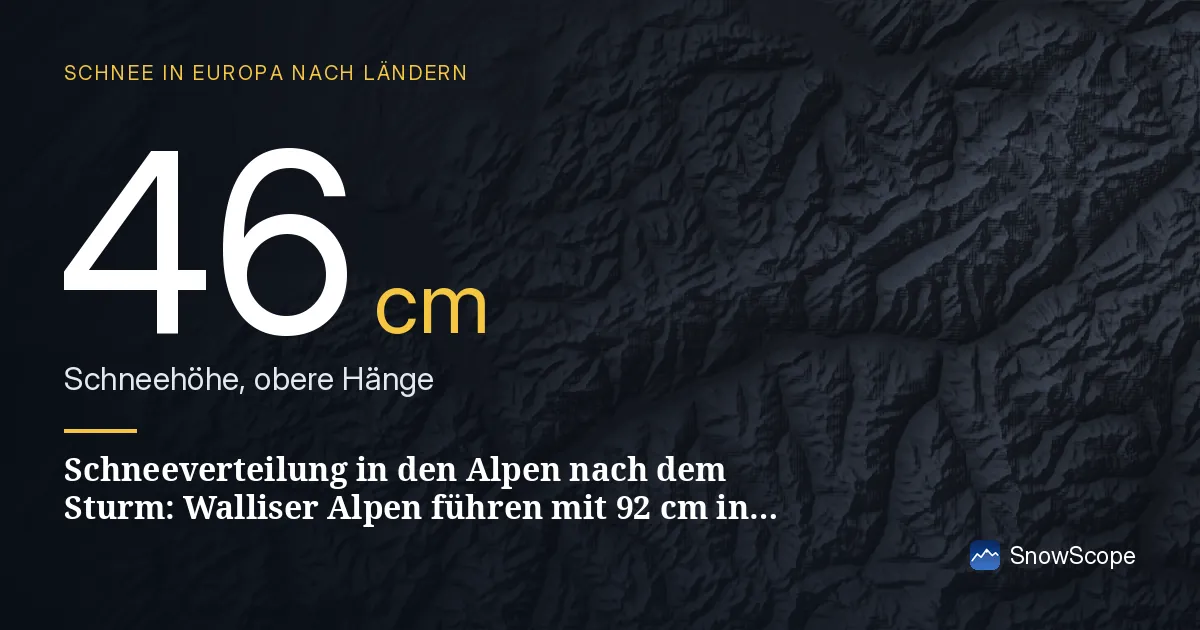 SCHNEE IN EUROPA NACH LÄNDERN
46 cm
Schneehöhe, obere Hänge
Schneeverteilung in den Alpen nach dem
Sturm: Walliser Alpen führen mit 92 cm in...
SnowScope